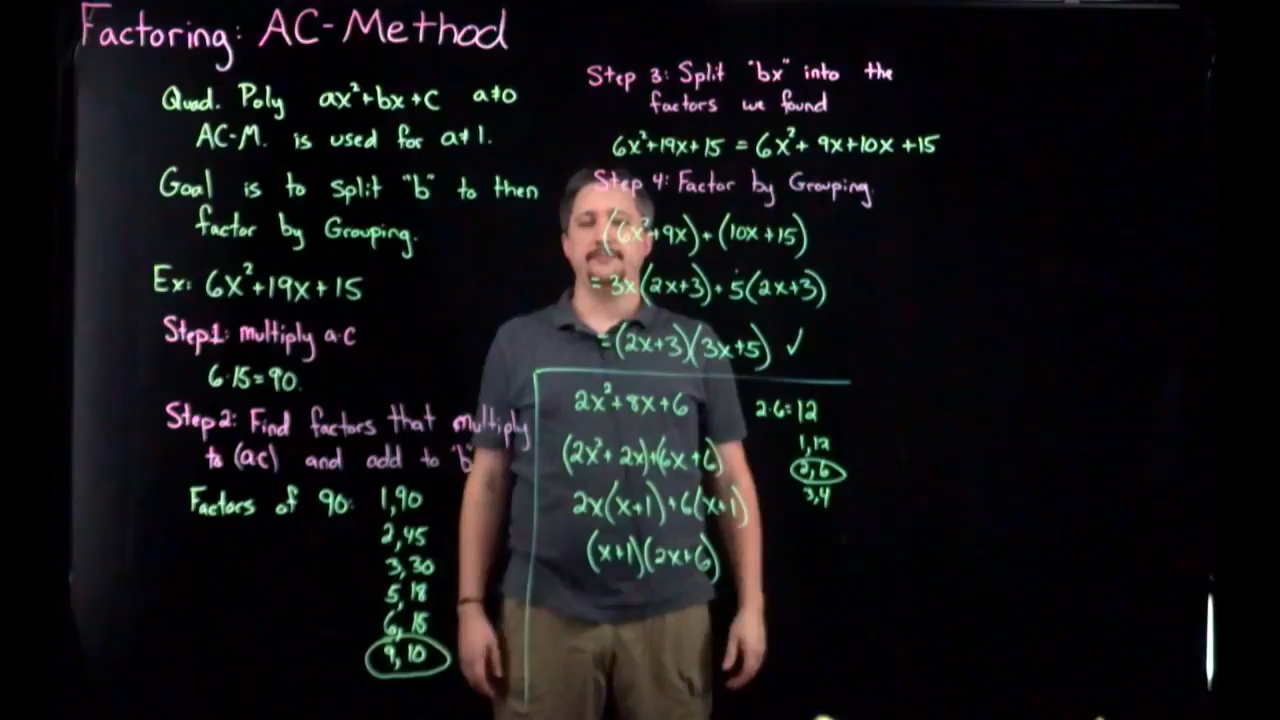 Factoring: AC-Method
Quad. Poly ax²+bx+c a≠0
AC-M. is used for a≠1.
Goal is to split "b" to then
factor by Grouping.
Ex: 6x²+19x+15
Step1: multiply a·c
6·15=90.
Step2: Find factors that multiply
to (ac) and add to "b"
Factors of 90: 1,90
2,45
3,30
5,18
6,15
9,10
Step 3: Split "bx" into the
factors we found
6x²+19x+15 = 6x²+ 9x+10x +15
Step 4: Factor by Grouping.
(6x²+9x)+(10x+15)
= 3x(2x+3)+5(2x+3)
=(2x+3)(3x+5) ✓
2x²+8x+6
(2x²+2x)+(6x+6)
2x(x+1)+6(x+1)
(x+1)(2x+6)
2·6=12
1,12
2,6
3,4